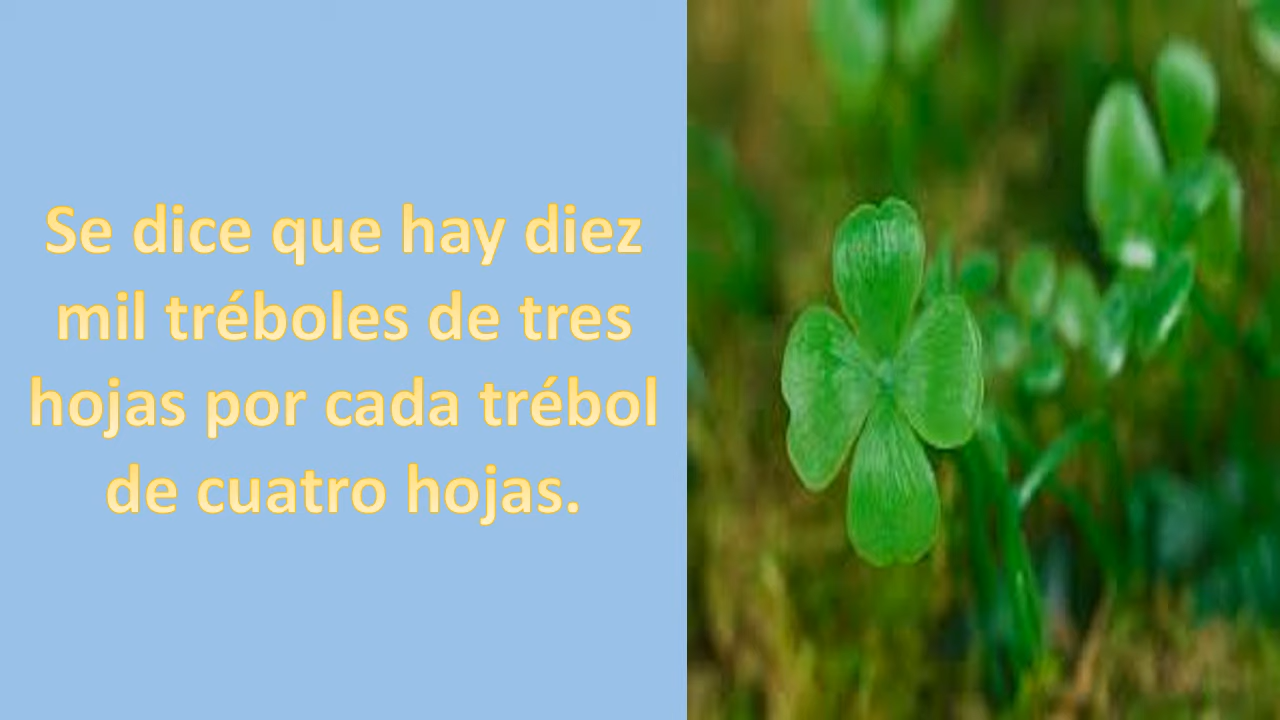 Se dice que hay diez
mil tréboles de tres
hojas por cada trébol
de cuatro hojas.